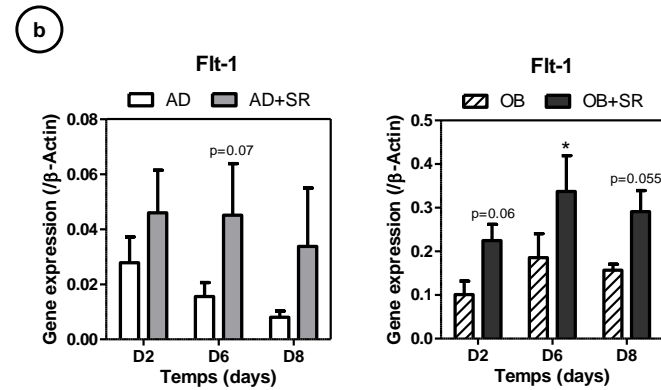 b
Flt-1
AD AD+SR
Gene expression (/β-Actin)
0.08
0.06
0.04
0.02
0.00
p=0.07
D2 D6 D8
Temps (days)
Flt-1
OB OB+SR
Gene expression (/β-Actin)
0.5
0.4
0.3
0.2
0.1
0.0
p=0.06
*
p=0.055
D2 D6 D8
Temps (days)